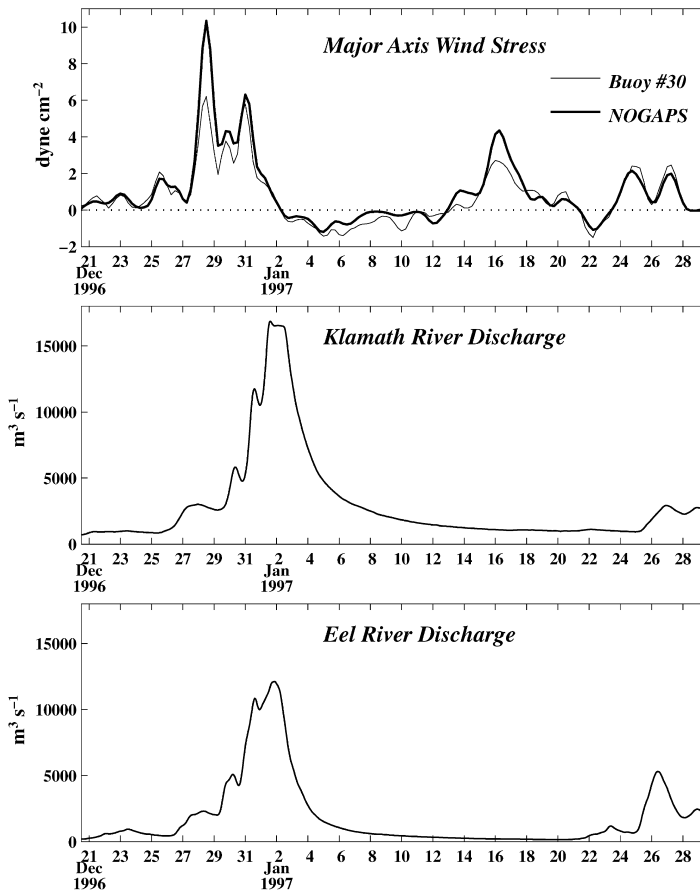 Major Axis Wind Stress
Buoy #30
NOGAPS
dyne cm−2
10
8
6
4
2
0
−2
21 23 25 27 29 31 2 4 6 8 10 12 14 16 18 20 22 24 26 28
Dec Jan
1996 1997
Klamath River Discharge
m3 s−1
15000
10000
5000
0
21 23 25 27 29 31 2 4 6 8 10 12 14 16 18 20 22 24 26 28
Dec Jan
1996 1997
Eel River Discharge
m3 s−1
15000
10000
5000
0
21 23 25 27 29 31 2 4 6 8 10 12 14 16 18 20 22 24 26 28
Dec Jan
1996 1997